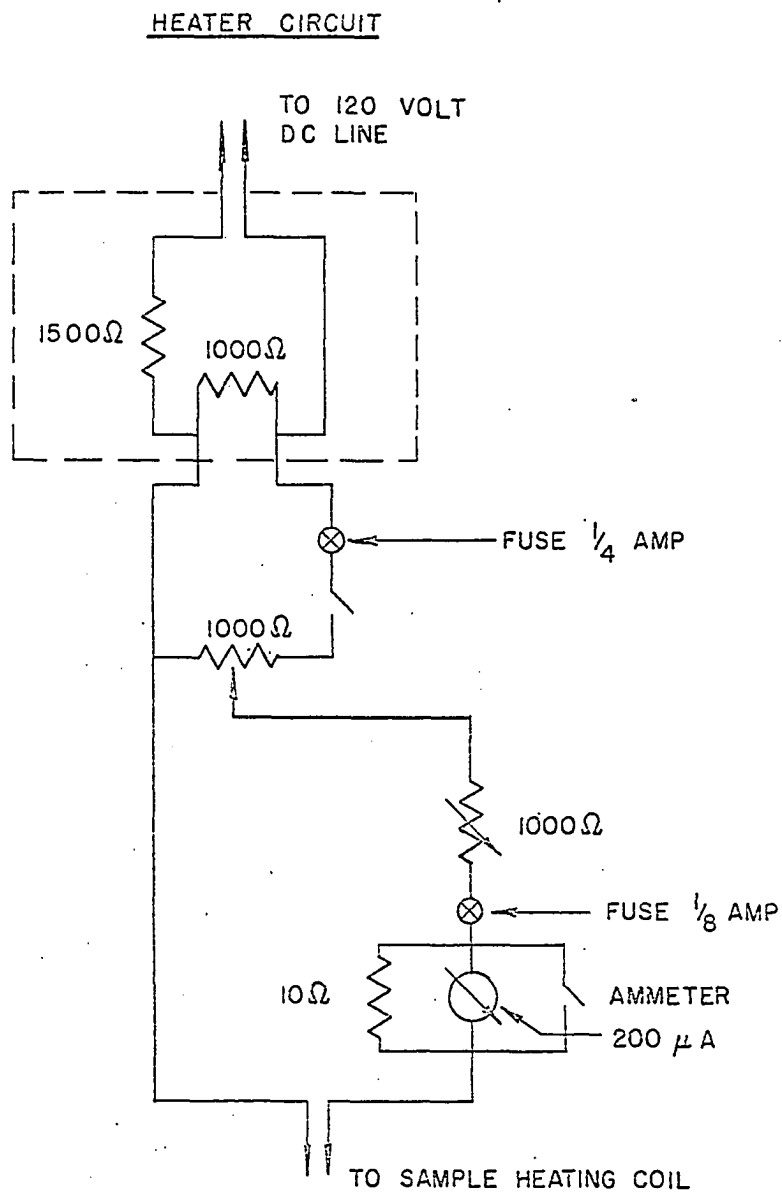 HEATER CIRCUIT
TO 120 VOLT
DC LINE
1500Ω
1000Ω
FUSE 1/4 AMP
1000Ω
1000Ω
FUSE 1/8 AMP
10Ω
AMMETER
200 μA
TO SAMPLE HEATING COIL